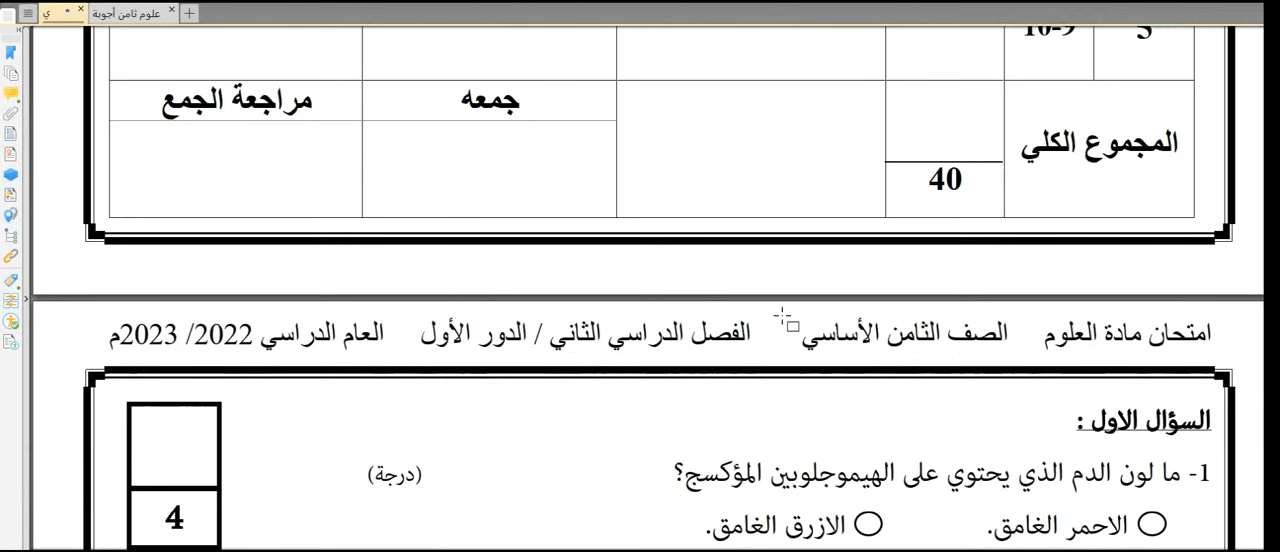 علوم ثامن أجوبة
ي *
5 10-9
المجموع الكلي 40 جمعه مراجعة الجمع
امتحان مادة العلوم الصف الثامن الأساسي الفصل الدراسي الثاني / الدور الأول العام الدراسي 2022/ 2023م
السؤال الاول :
1- ما لون الدم الذي يحتوي على الهيموجلوبين المؤكسج؟ (درجة)
4
الاحمر الغامق. الازرق الغامق.